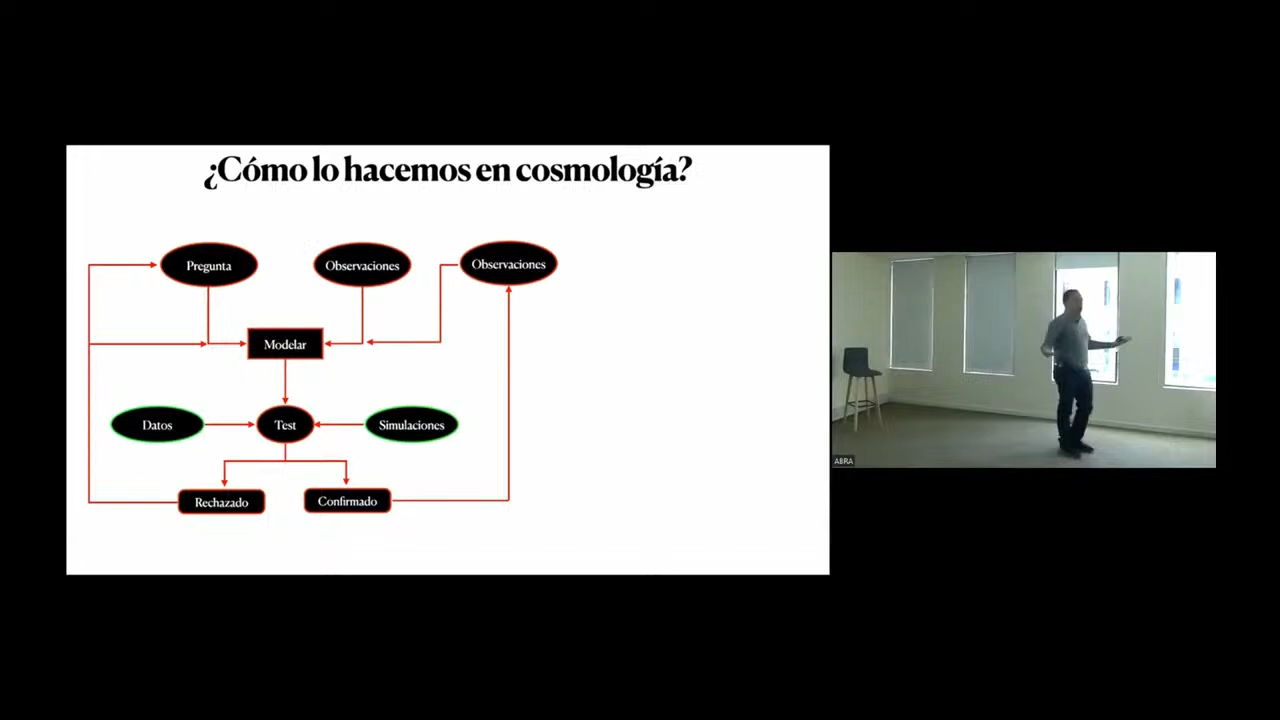 ¿Cómo lo hacemos en cosmología?
Pregunta
Observaciones
Observaciones
Modelar
Datos
Test
Simulaciones
Rechazado
Confirmado
ABRA